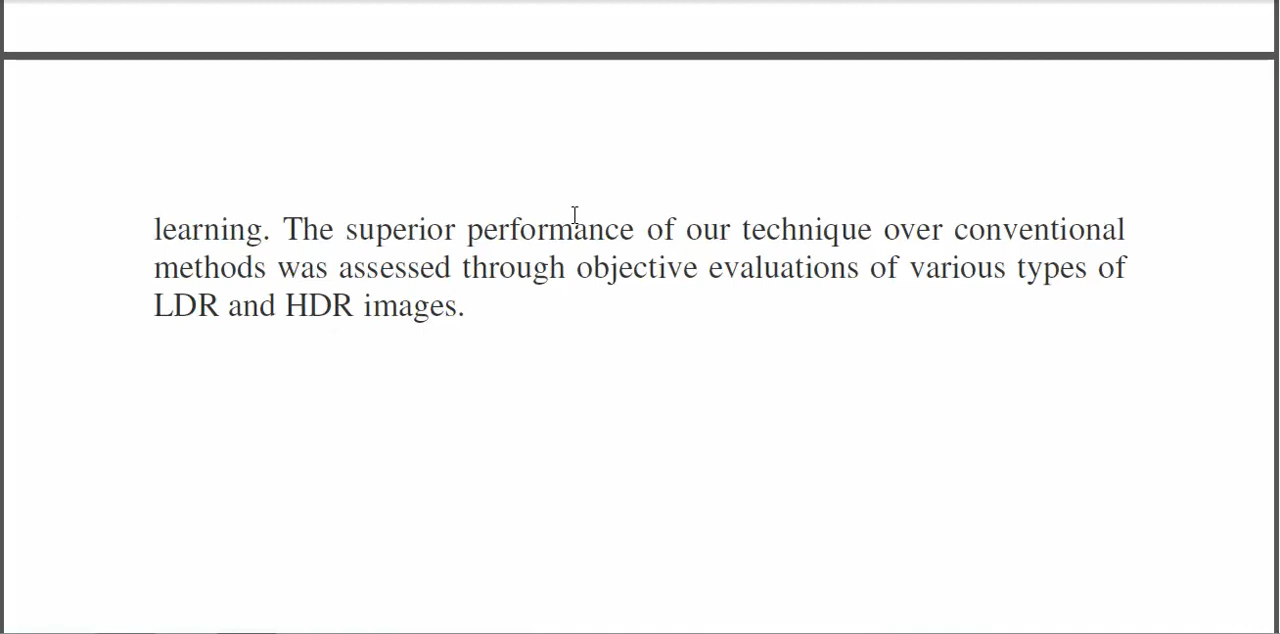 learning. The superior performance of our technique over conventional
methods was assessed through objective evaluations of various types of
LDR and HDR images.